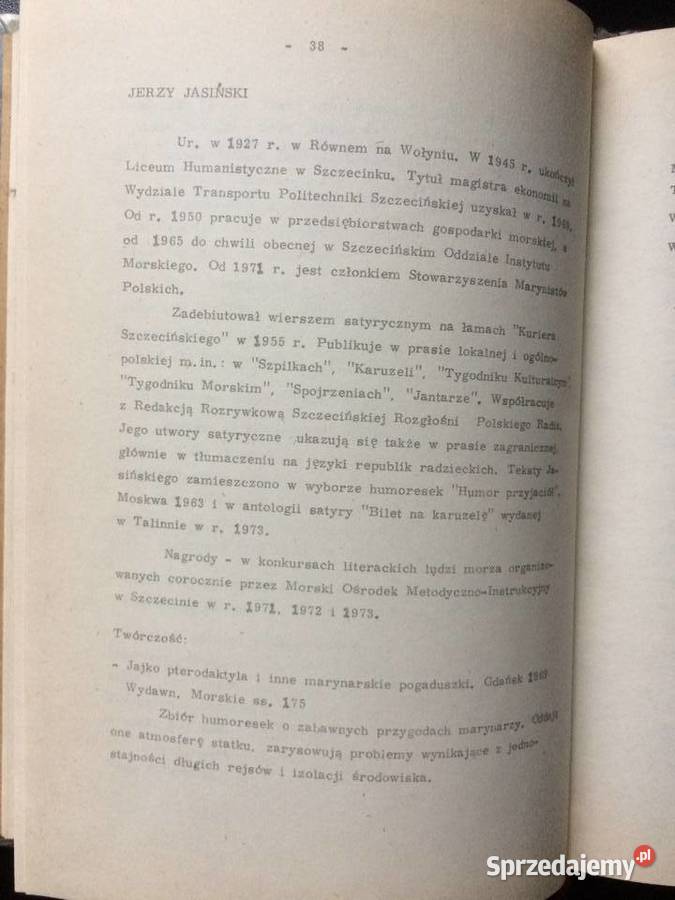 - 38 -
JERZY JASIŃSKI
Ur. w 1927 r. w Równem na Wołyniu. W 1945 r. ukończył
Liceum Humanistyczne w Szczecinku. Tytuł magistra ekonomii na
Wydziale Transportu Politechniki Szczecińskiej uzyskał w r.
Od r. 1950 pracuje w przedsiębiorstwach gospodarki morskiej, a
od 1965 do chwili obecnej w Szczecińskim Oddziale Instytutu
Morskiego. Od 1971 r. jest członkiem Stowarzyszenia Marynistów
Polskich.
Zadebiutował wierszem satyrycznym na łamach "Kuriera
Szczecińskiego" w 1955 r. Publikuje w prasie lokalnej i ogólno-
polskiej m.in.: w "Szpilkach", "Karuzeli", "Tygodniku Kulturalnym",
"Tygodniku Morskim", "Spojrzeniach", "Jantarze". Współpracuje
z Redakcją Rozrywkową Szczecińskiej Rozgłośni Polskiego Radia.
Jego utwory satyryczne ukazują się także w prasie zagranicznej,
głównie w tłumaczeniu na języki republik radzieckich. Teksty Ja-
sińskiego zamieszczono w wyborze humoresek "Humor przyjaciół",
Moskwa 1963 i w antologii satyry "Bilet na karuzelę" wydanej
w Talinnie w r. 1973.
Nagrody - w konkursach literackich ludzi morza organizo-
wanych corocznie przez Morski Ośrodek Metodyczno-Instrukcyjny
w Szczecinie w r. 1971, 1972 i 1973.
Twórczość:
- Jajko pterodaktyla i inne marynarskie pogaduszki. Gdańsk
Wydawn. Morskie ss. 175
Zbiór humoresek o zabawnych przygodach marynarzy. Oddają
one atmosferę statku, zarysowują problemy wynikające z jedno-
stajności długich rejsów i izolacji środowiska.
Sprzedajemy.pl